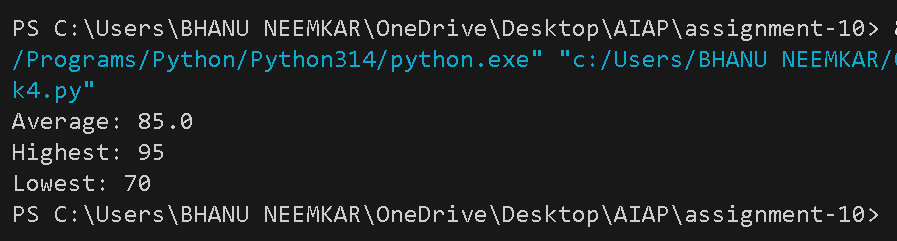 PS C:\Users\BHANU NEEMKAR\OneDrive\Desktop\AIAP\assignment-10>
/Programs/Python/Python314/python.exe" "c:/Users/BHANU NEEMKAR/
k4.py"
Average: 85.0
Highest: 95
Lowest: 70
PS C:\Users\BHANU NEEMKAR\OneDrive\Desktop\AIAP\assignment-10>